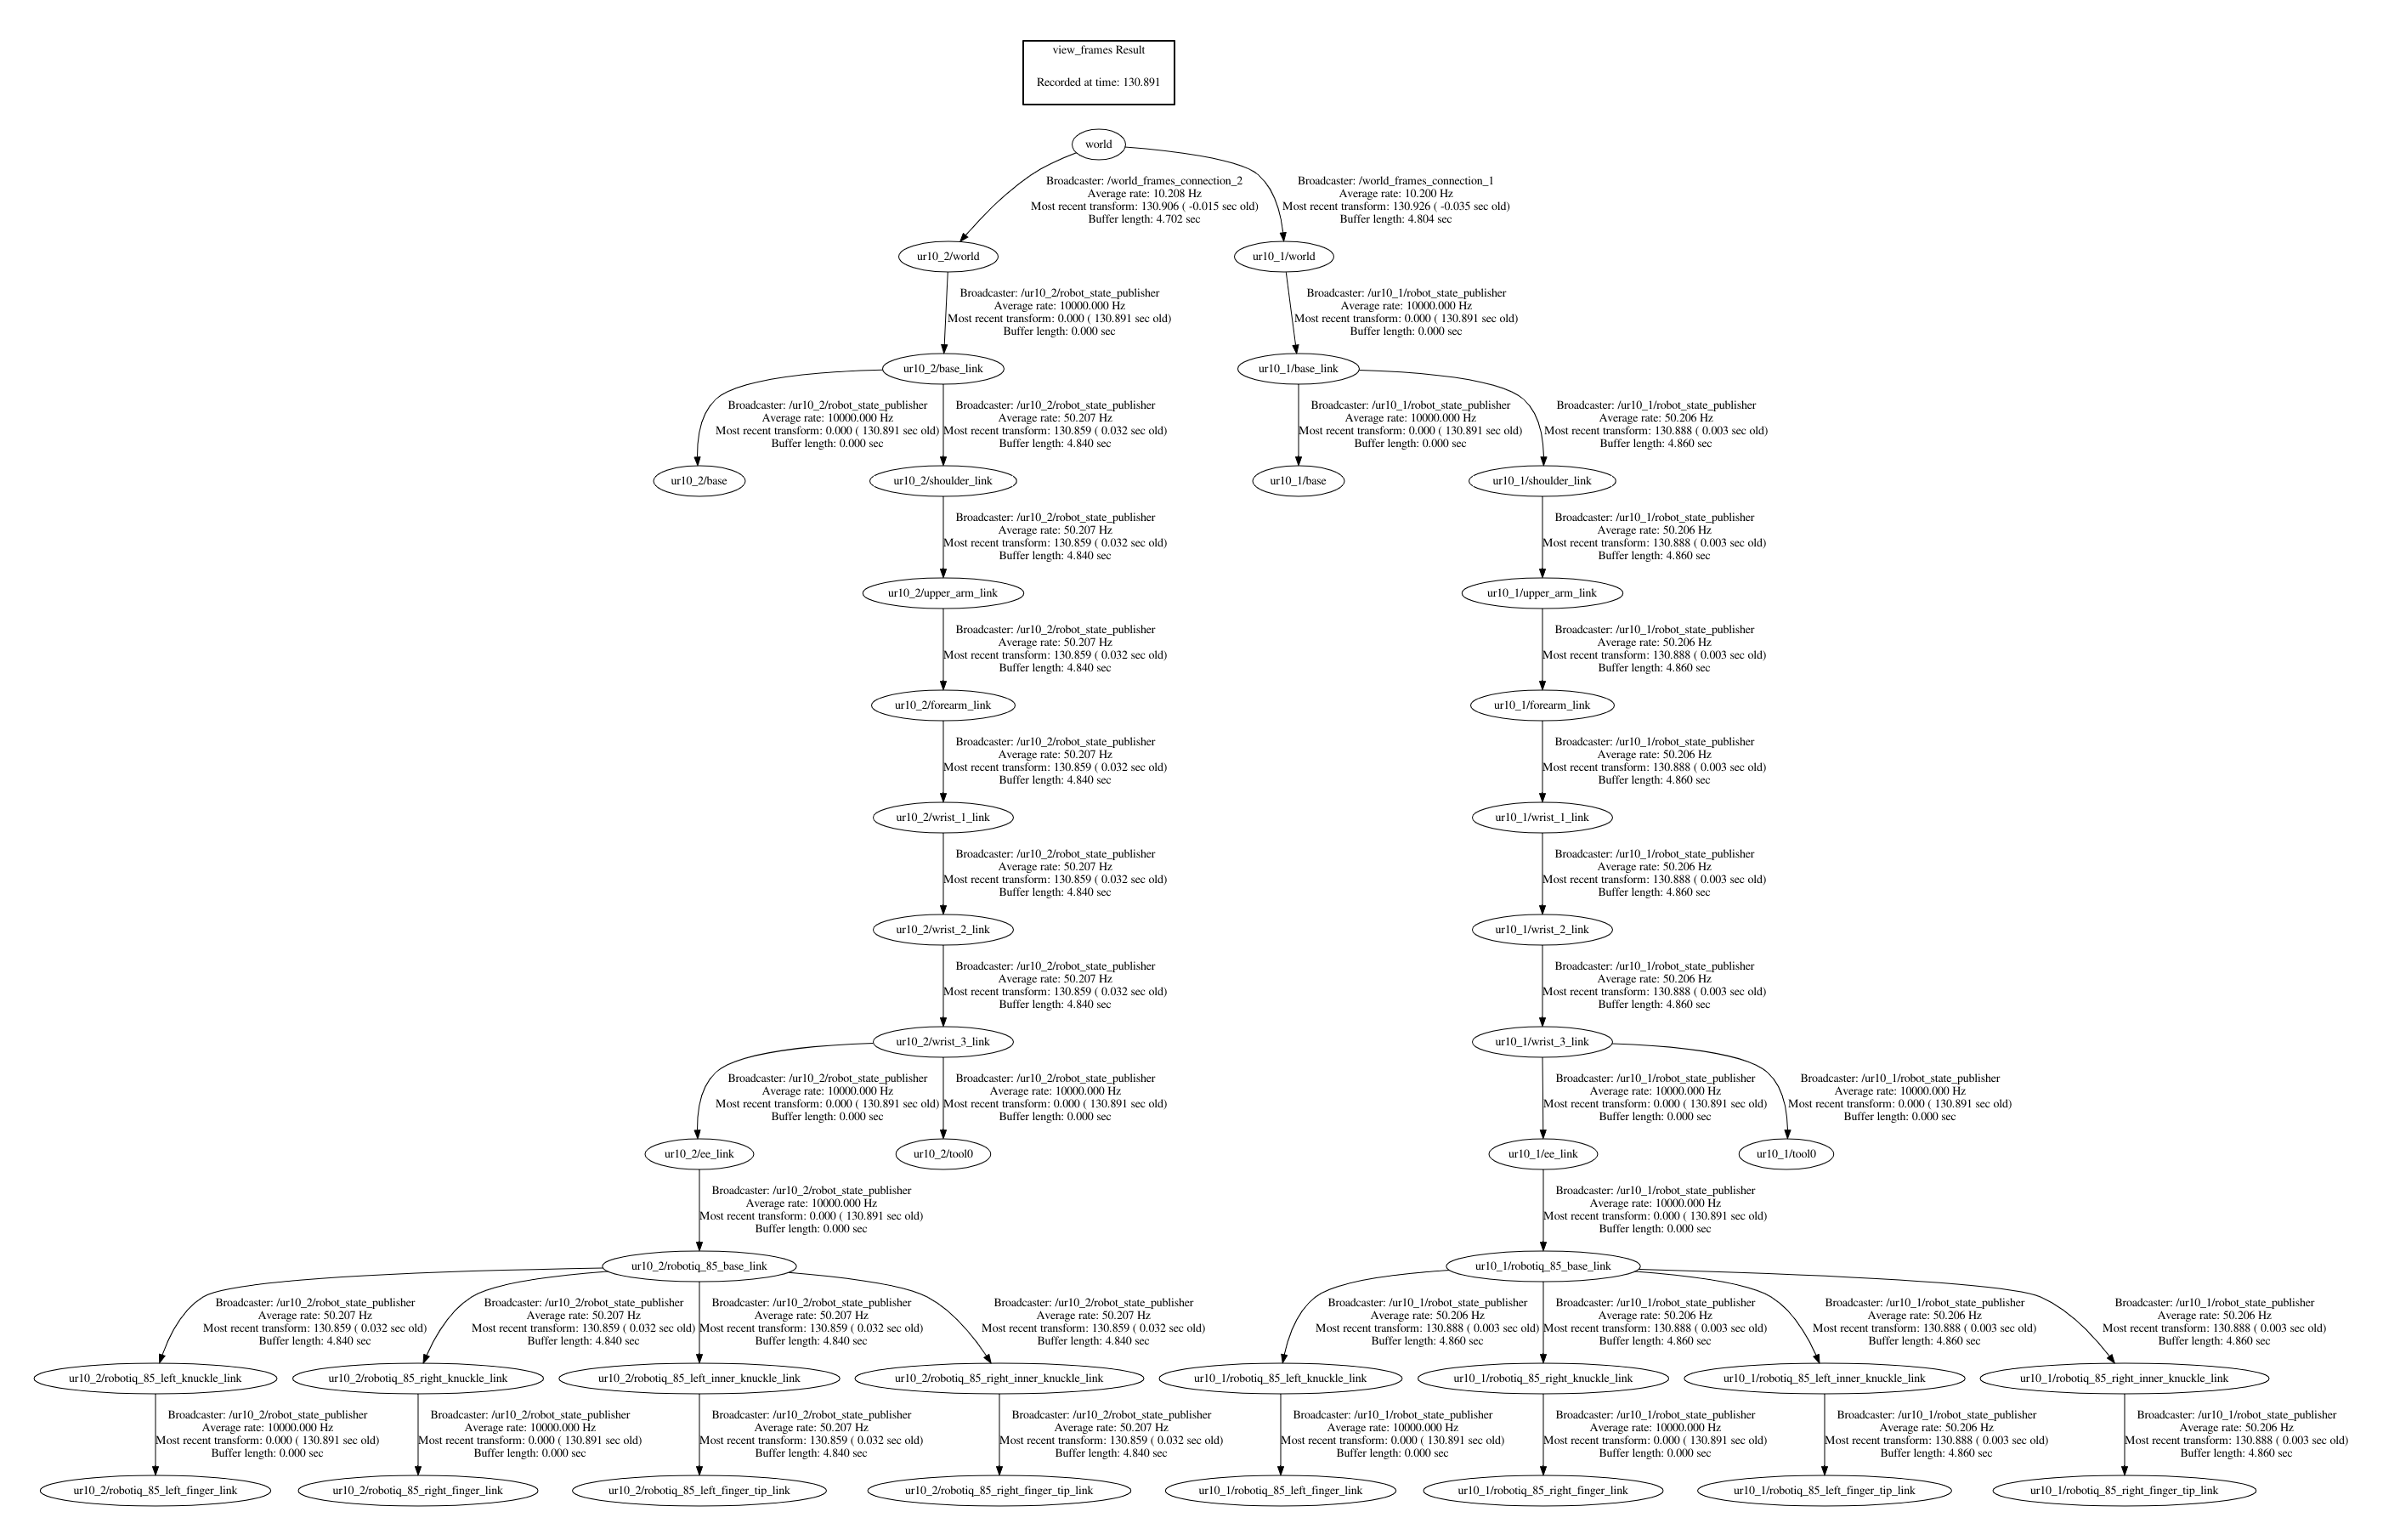 view_frames Result
Recorded at time: 130.891
world
Broadcaster: /world_frames_connection_2
Average rate: 10.208 Hz
Most recent transform: 130.906 ( -0.015 sec old)
Buffer length: 4.702 sec
Broadcaster: /world_frames_connection_1
Average rate: 10.200 Hz
Most recent transform: 130.926 ( -0.035 sec old)
Buffer length: 4.804 sec
ur10_2/world
ur10_1/world
Broadcaster: /ur10_2/robot_state_publisher
Average rate: 10000.000 Hz
Most recent transform: 0.000 ( 130.891 sec old)
Buffer length: 0.000 sec
Broadcaster: /ur10_1/robot_state_publisher
Average rate: 10000.000 Hz
Most recent transform: 0.000 ( 130.891 sec old)
Buffer length: 0.000 sec
ur10_2/base_link
ur10_1/base_link
Broadcaster: /ur10_2/robot_state_publisher
Average rate: 10000.000 Hz
Most recent transform: 0.000 ( 130.891 sec old)
Buffer length: 0.000 sec
Broadcaster: /ur10_2/robot_state_publisher
Average rate: 50.207 Hz
Most recent transform: 130.859 ( 0.032 sec old)
Buffer length: 4.840 sec
Broadcaster: /ur10_1/robot_state_publisher
Average rate: 10000.000 Hz
Most recent transform: 0.000 ( 130.891 sec old)
Buffer length: 0.000 sec
Broadcaster: /ur10_1/robot_state_publisher
Average rate: 50.206 Hz
Most recent transform: 130.888 ( 0.003 sec old)
Buffer length: 4.860 sec
ur10_2/base
ur10_2/shoulder_link
ur10_1/base
ur10_1/shoulder_link
Broadcaster: /ur10_2/robot_state_publisher
Average rate: 50.207 Hz
Most recent transform: 130.859 ( 0.032 sec old)
Buffer length: 4.840 sec
Broadcaster: /ur10_1/robot_state_publisher
Average rate: 50.206 Hz
Most recent transform: 130.888 ( 0.003 sec old)
Buffer length: 4.860 sec
ur10_2/upper_arm_link
ur10_1/upper_arm_link
Broadcaster: /ur10_2/robot_state_publisher
Average rate: 50.207 Hz
Most recent transform: 130.859 ( 0.032 sec old)
Buffer length: 4.840 sec
Broadcaster: /ur10_1/robot_state_publisher
Average rate: 50.206 Hz
Most recent transform: 130.888 ( 0.003 sec old)
Buffer length: 4.860 sec
ur10_2/forearm_link
ur10_1/forearm_link
Broadcaster: /ur10_2/robot_state_publisher
Average rate: 50.207 Hz
Most recent transform: 130.859 ( 0.032 sec old)
Buffer length: 4.840 sec
Broadcaster: /ur10_1/robot_state_publisher
Average rate: 50.206 Hz
Most recent transform: 130.888 ( 0.003 sec old)
Buffer length: 4.860 sec
ur10_2/wrist_1_link
ur10_1/wrist_1_link
Broadcaster: /ur10_2/robot_state_publisher
Average rate: 50.207 Hz
Most recent transform: 130.859 ( 0.032 sec old)
Buffer length: 4.840 sec
Broadcaster: /ur10_1/robot_state_publisher
Average rate: 50.206 Hz
Most recent transform: 130.888 ( 0.003 sec old)
Buffer length: 4.860 sec
ur10_2/wrist_2_link
ur10_1/wrist_2_link
Broadcaster: /ur10_2/robot_state_publisher
Average rate: 50.207 Hz
Most recent transform: 130.859 ( 0.032 sec old)
Buffer length: 4.840 sec
Broadcaster: /ur10_1/robot_state_publisher
Average rate: 50.206 Hz
Most recent transform: 130.888 ( 0.003 sec old)
Buffer length: 4.860 sec
ur10_2/wrist_3_link
ur10_1/wrist_3_link
Broadcaster: /ur10_2/robot_state_publisher
Average rate: 10000.000 Hz
Most recent transform: 0.000 ( 130.891 sec old)
Buffer length: 0.000 sec
Broadcaster: /ur10_2/robot_state_publisher
Average rate: 10000.000 Hz
Most recent transform: 0.000 ( 130.891 sec old)
Buffer length: 0.000 sec
Broadcaster: /ur10_1/robot_state_publisher
Average rate: 10000.000 Hz
Most recent transform: 0.000 ( 130.891 sec old)
Buffer length: 0.000 sec
Broadcaster: /ur10_1/robot_state_publisher
Average rate: 10000.000 Hz
Most recent transform: 0.000 ( 130.891 sec old)
Buffer length: 0.000 sec
ur10_2/ee_link
ur10_2/tool0
ur10_1/ee_link
ur10_1/tool0
Broadcaster: /ur10_2/robot_state_publisher
Average rate: 10000.000 Hz
Most recent transform: 0.000 ( 130.891 sec old)
Buffer length: 0.000 sec
Broadcaster: /ur10_1/robot_state_publisher
Average rate: 10000.000 Hz
Most recent transform: 0.000 ( 130.891 sec old)
Buffer length: 0.000 sec
ur10_2/robotiq_85_base_link
ur10_1/robotiq_85_base_link
Broadcaster: /ur10_2/robot_state_publisher
Average rate: 50.207 Hz
Most recent transform: 130.859 ( 0.032 sec old)
Buffer length: 4.840 sec
Broadcaster: /ur10_2/robot_state_publisher
Average rate: 50.207 Hz
Most recent transform: 130.859 ( 0.032 sec old)
Buffer length: 4.840 sec
Broadcaster: /ur10_2/robot_state_publisher
Average rate: 50.207 Hz
Most recent transform: 130.859 ( 0.032 sec old)
Buffer length: 4.840 sec
Broadcaster: /ur10_2/robot_state_publisher
Average rate: 50.207 Hz
Most recent transform: 130.859 ( 0.032 sec old)
Buffer length: 4.840 sec
Broadcaster: /ur10_1/robot_state_publisher
Average rate: 50.206 Hz
Most recent transform: 130.888 ( 0.003 sec old)
Buffer length: 4.860 sec
Broadcaster: /ur10_1/robot_state_publisher
Average rate: 50.206 Hz
Most recent transform: 130.888 ( 0.003 sec old)
Buffer length: 4.860 sec
Broadcaster: /ur10_1/robot_state_publisher
Average rate: 50.206 Hz
Most recent transform: 130.888 ( 0.003 sec old)
Buffer length: 4.860 sec
Broadcaster: /ur10_1/robot_state_publisher
Average rate: 50.206 Hz
Most recent transform: 130.888 ( 0.003 sec old)
Buffer length: 4.860 sec
ur10_2/robotiq_85_left_knuckle_link
ur10_2/robotiq_85_right_knuckle_link
ur10_2/robotiq_85_left_inner_knuckle_link
ur10_2/robotiq_85_right_inner_knuckle_link
ur10_1/robotiq_85_left_knuckle_link
ur10_1/robotiq_85_right_knuckle_link
ur10_1/robotiq_85_left_inner_knuckle_link
ur10_1/robotiq_85_right_inner_knuckle_link
Broadcaster: /ur10_2/robot_state_publisher
Average rate: 10000.000 Hz
Most recent transform: 0.000 ( 130.891 sec old)
Buffer length: 0.000 sec
Broadcaster: /ur10_2/robot_state_publisher
Average rate: 10000.000 Hz
Most recent transform: 0.000 ( 130.891 sec old)
Buffer length: 0.000 sec
Broadcaster: /ur10_2/robot_state_publisher
Average rate: 50.207 Hz
Most recent transform: 130.859 ( 0.032 sec old)
Buffer length: 4.840 sec
Broadcaster: /ur10_2/robot_state_publisher
Average rate: 50.207 Hz
Most recent transform: 130.859 ( 0.032 sec old)
Buffer length: 4.840 sec
Broadcaster: /ur10_1/robot_state_publisher
Average rate: 10000.000 Hz
Most recent transform: 0.000 ( 130.891 sec old)
Buffer length: 0.000 sec
Broadcaster: /ur10_1/robot_state_publisher
Average rate: 10000.000 Hz
Most recent transform: 0.000 ( 130.891 sec old)
Buffer length: 0.000 sec
Broadcaster: /ur10_1/robot_state_publisher
Average rate: 50.206 Hz
Most recent transform: 130.888 ( 0.003 sec old)
Buffer length: 4.860 sec
Broadcaster: /ur10_1/robot_state_publisher
Average rate: 50.206 Hz
Most recent transform: 130.888 ( 0.003 sec old)
Buffer length: 4.860 sec
ur10_2/robotiq_85_left_finger_link
ur10_2/robotiq_85_right_finger_link
ur10_2/robotiq_85_left_finger_tip_link
ur10_2/robotiq_85_right_finger_tip_link
ur10_1/robotiq_85_left_finger_link
ur10_1/robotiq_85_right_finger_link
ur10_1/robotiq_85_left_finger_tip_link
ur10_1/robotiq_85_right_finger_tip_link